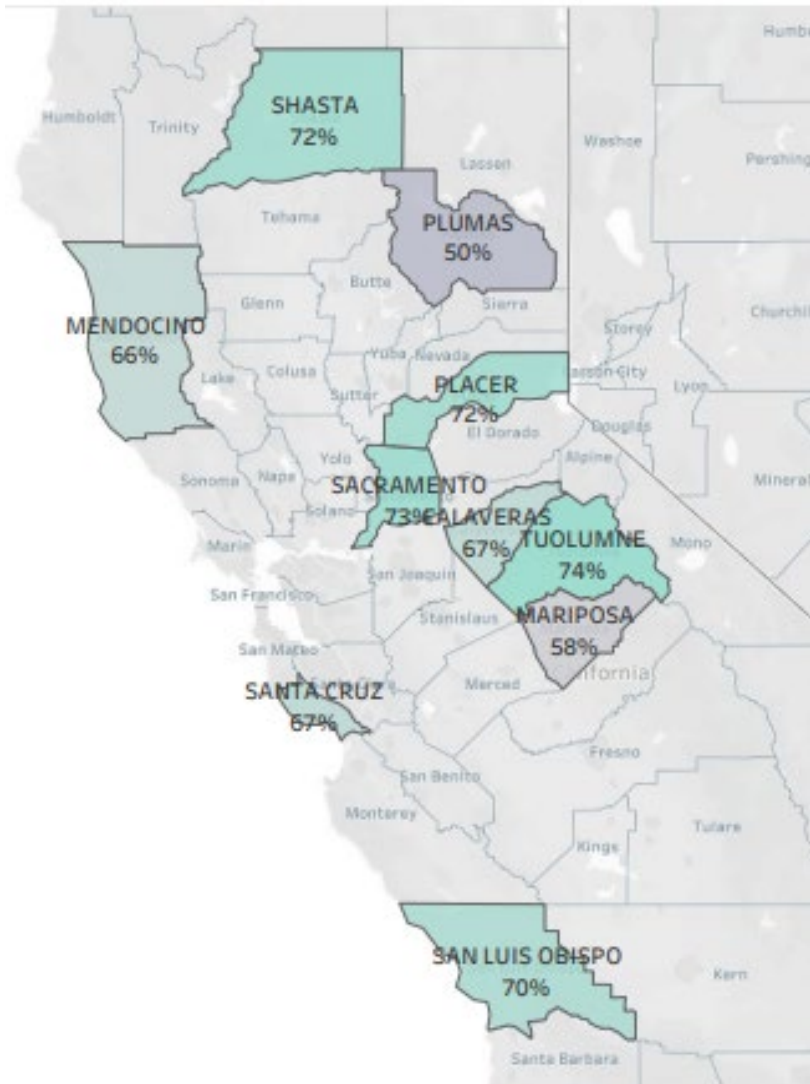 Humbu
Humboldt
Trinity
SHASTA
72%
Lassen
Washoe
Pershing
Tehama
PLUMAS
50%
Butte
Glenn
Sierra
Churchill
MENDOCINO
66%
Storey
Lake
Colusa
Yuba
Nevada
Sutter
PLACER
72%
Carson City
Lyon
El Dorado
Douglas
Yolo
Alpine
Sonoma
Napa
Mineral
SACRAMENTO
73%
Solano
CALAVERAS
67%
TUOLUMNE
74%
Mono
Marin
San Joaquin
San Francisco
Stanislaus
MARIPOSA
58%
San Mateo
Merced
ifornia
SANTA CRUZ
67%
Fresno
San Benito
Monterey
Tulare
Kings
SAN LUIS OBISPO
70%
Kern
Santa Barbara